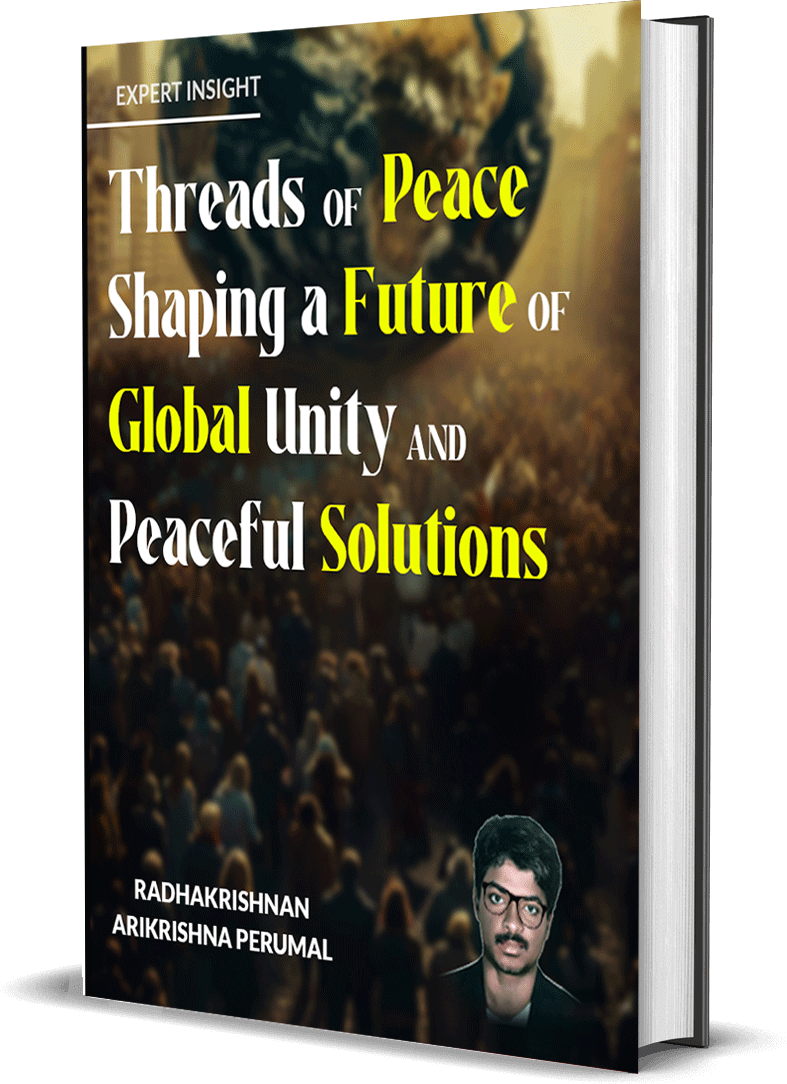 EXPERT INSIGHT
Threads OF Peace
Shaping a Future OF
Global Unity AND
Peaceful Solutions
RADHAKRISHNAN
ARIKRISHNA PERUMAL